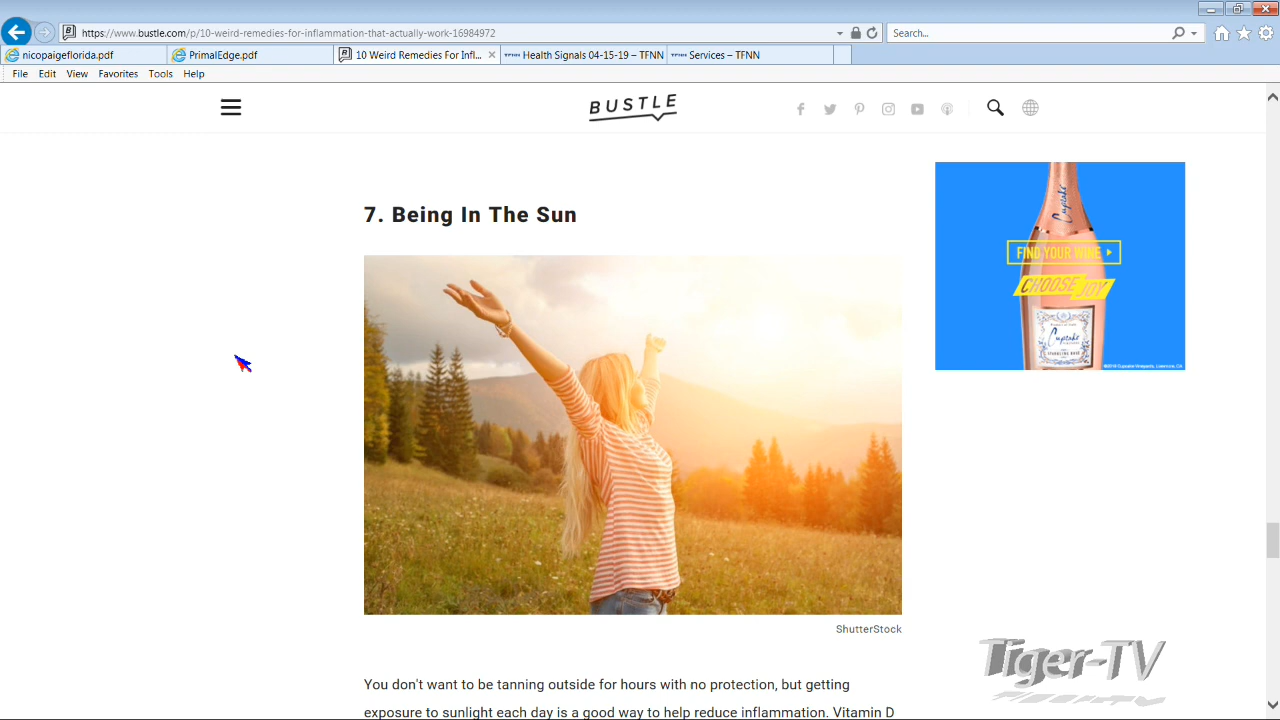 https://www.bustle.com/p/10-weird-remedies-for-inflammation-that-actually-work-16984972
Search...
nicopaigeflorida.pdf
PrimalEdge.pdf
10 Weird Remedies For Infl...
TFNN Health Signals 04-15-19 – TFNN
TFNN Services – TFNN
File Edit View Favorites Tools Help
BUSTLE
7. Being In The Sun
Cupcake
FIND YOUR WINE
CHOOSE JOY
Cupcake
ShutterStock
Tiger-TV
You don't want to be tanning outside for hours with no protection, but getting
exposure to sunlight each day is a good way to help reduce inflammation. Vitamin D